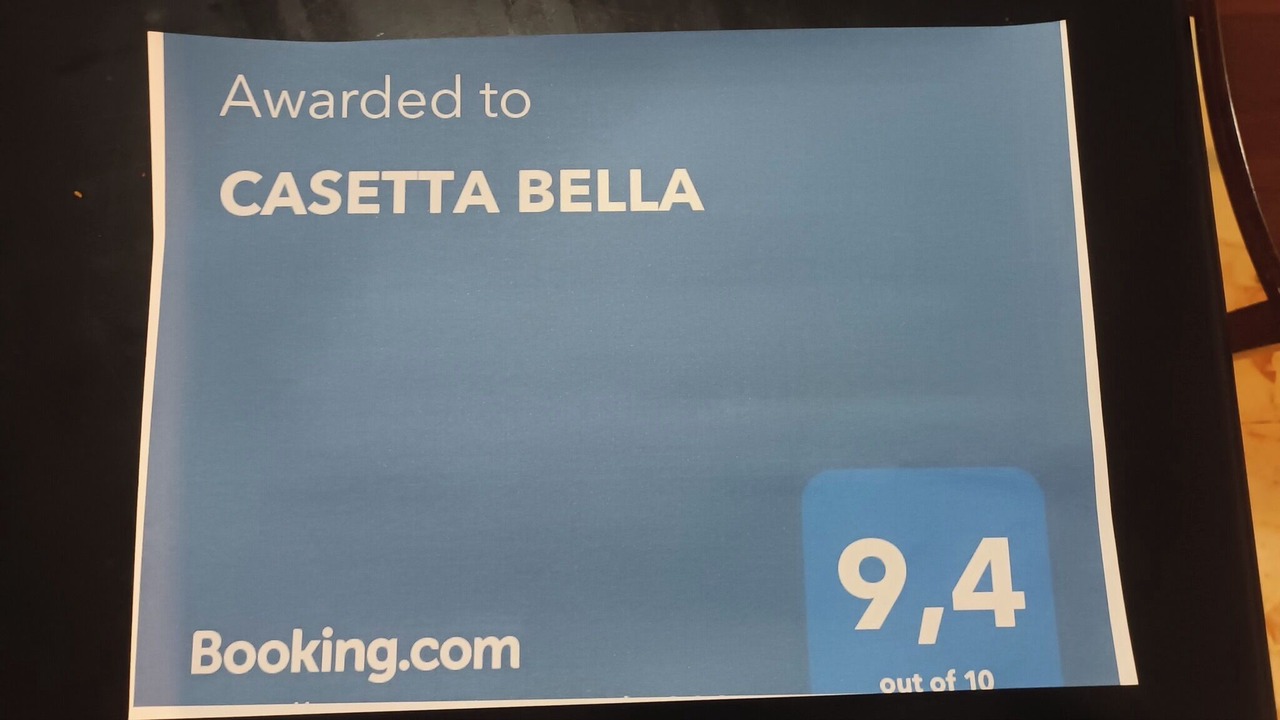 Awarded to
CASETTA BELLA
9,4
Booking.com
out of 10